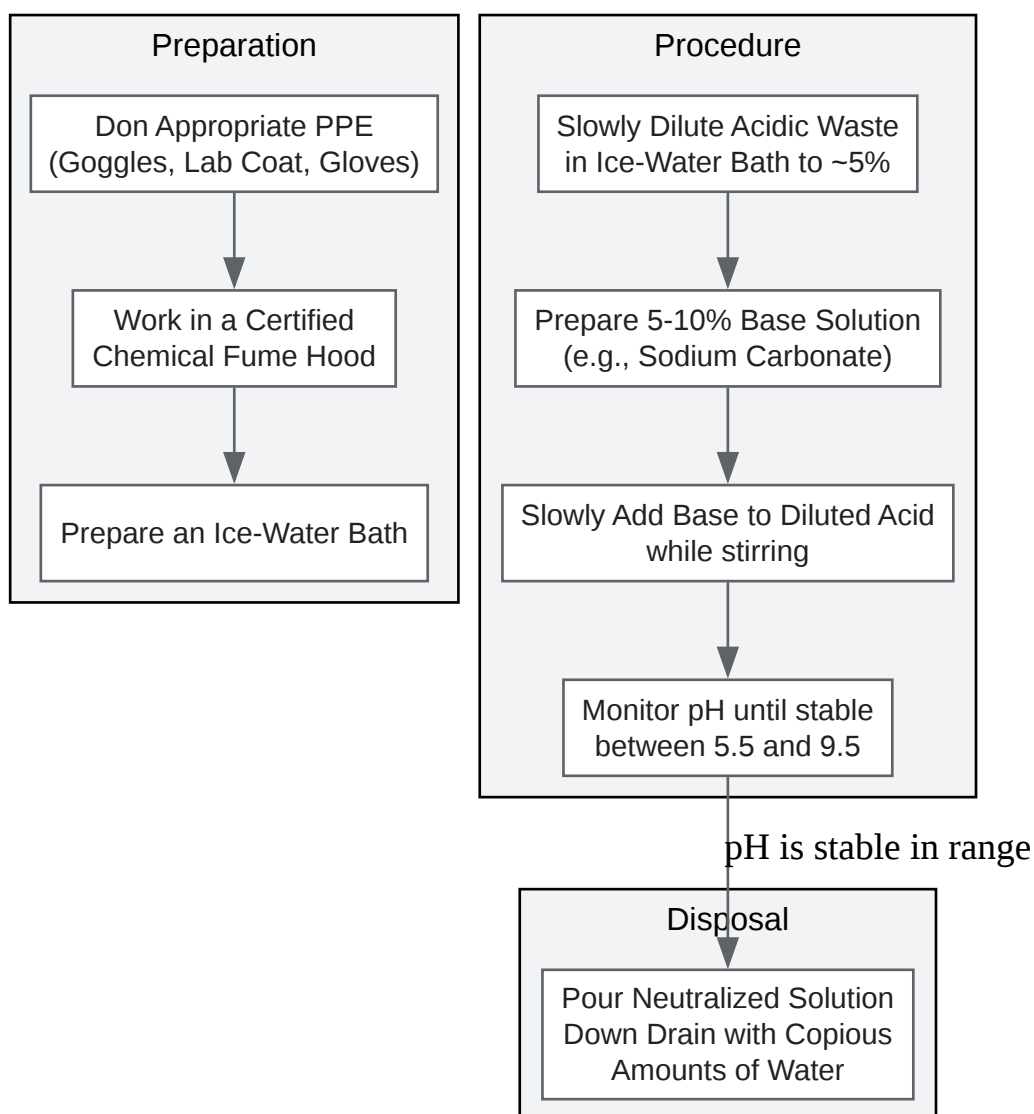 Preparation
Don Appropriate PPE
(Goggles, Lab Coat, Gloves)
Work in a Certified
Chemical Fume Hood
Prepare an Ice-Water Bath
Procedure
Slowly Dilute Acidic Waste
in Ice-Water Bath to ~5%
Prepare 5-10% Base Solution
(e.g., Sodium Carbonate)
Slowly Add Base to Diluted Acid
while stirring
Monitor pH until stable
between 5.5 and 9.5
pH is stable in range
Disposal
Pour Neutralized Solution
Down Drain with Copious
Amounts of Water